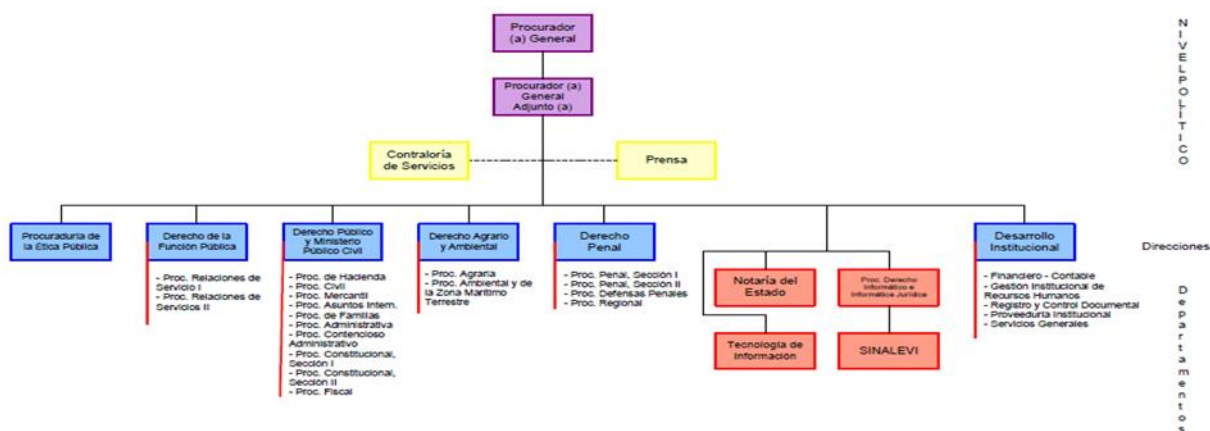 Procurador
(a) General
Procurador (a)
General
Adjunto (a)
Contraloría
de Servicios
Prensa
Procuraduría de
la Ética Pública
Derecho de la
Función Pública
- Proc. Relaciones de
Servicio I
- Proc. Relaciones de
Servicios II
Derecho Público
y Ministerio
Público Civil
- Proc. de Hacienda
- Proc. Civil
- Proc. Mercantil
- Proc. Asuntos Intern.
- Proc. de Familias
- Proc. Administrativa
- Proc. Contencioso
Administrativo
- Proc. Constitucional,
Sección I
- Proc. Constitucional,
Sección II
- Proc. Fiscal
Derecho Agrario
y Ambiental
- Proc. Agraria
- Proc. Ambiental y de
la Zona Marítimo
Terrestre
Derecho
Penal
- Proc. Penal, Sección I
- Proc. Penal, Sección II
- Proc. Defensas Penales
- Proc. Regional
Notaría del
Estado
Proc. Derecho
Informático e
Informática Jurídica
Tecnología de
Información
SINALEVI
Desarrollo
Institucional
- Financiero - Contable
- Gestión Institucional de
Recursos Humanos
- Registro y Control Documental
- Proveeduría Institucional
- Servicios Generales
NIVEL POLÍTICO
Direcciones
Departamentos